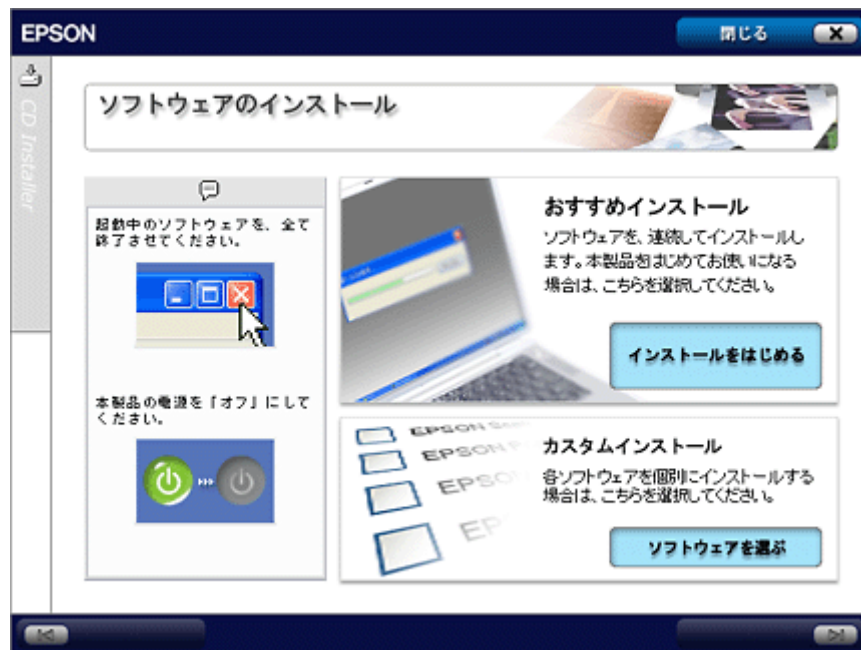 EPSON
閉じる
CD Installer
ソフトウェアのインストール
起動中のソフトウェアを、全て
終了させてください。
本製品の電源を「オフ」にして
ください。
おすすめインストール
ソフトウェアを、連続してインストールし
ます。本製品をはじめてお使いになる
場合は、こちらを選択してください。
インストールをはじめる
EPSON
EPSON
EPSO
EP
カスタムインストール
各ソフトウェアを個別にインストールする
場合は、こちらを選択してください。
ソフトウェアを選ぶ